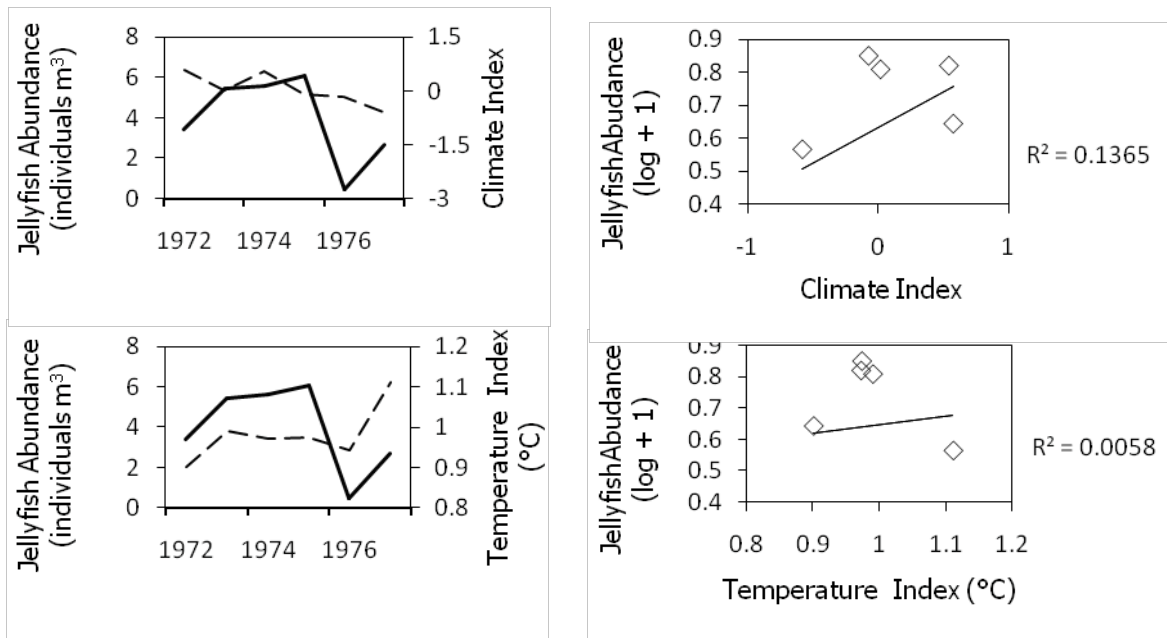 Jellyfish Abundance
(individuals m³)
8
6
4
2
0
1.5
0
-1.5
-3
Climate Index
1972 1974 1976
JellyfishAbudance
(log + 1)
0.9
0.8
0.7
0.6
0.5
0.4
-1 0 1
Climate Index
R² = 0.1365
Jellyfish Abundance
(individuals m³)
8
6
4
2
0
1.2
1.1
1
0.9
0.8
Temperature Index
(°C)
1972 1974 1976
JellyfishAbudance
(log + 1)
0.9
0.8
0.7
0.6
0.5
0.4
0.8 0.9 1 1.1 1.2
Temperature Index (°C)
R² = 0.0058